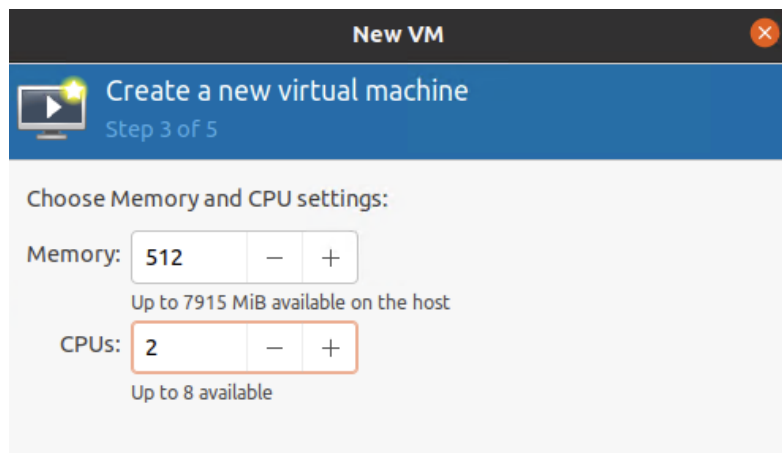 New VM
Create a new virtual machine
Step 3 of 5
Choose Memory and CPU settings:
Memory: 512 − +
Up to 7915 MiB available on the host
CPUs: 2 − +
Up to 8 available